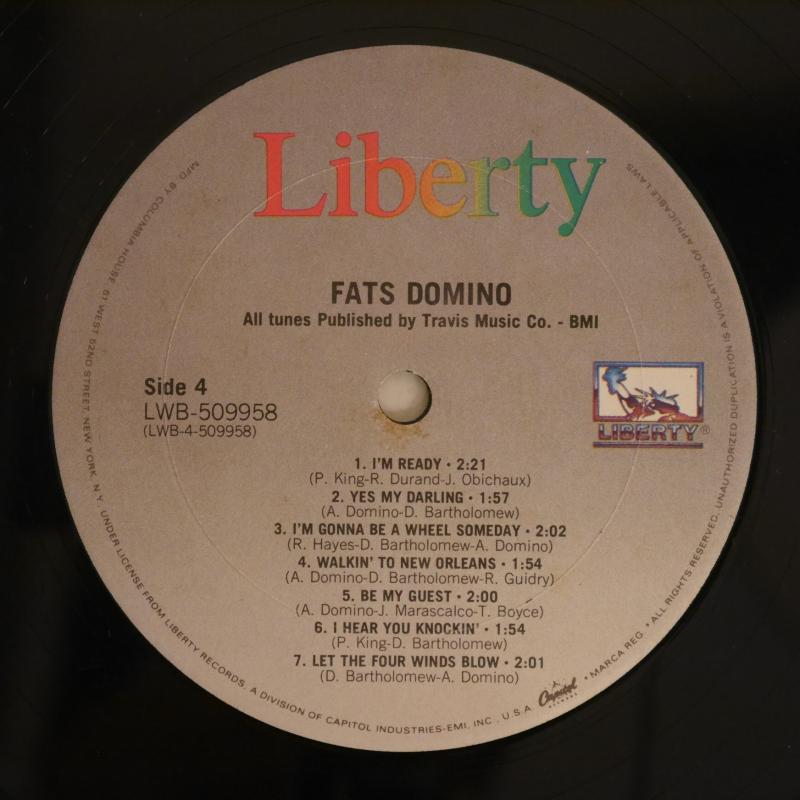 Liberty
FATS DOMINO
All tunes Published by Travis Music Co. - BMI
Side 4
LWB-509958
(LWB-4-509958)
LIBERTY®
1. I'M READY · 2:21
(P. King-R. Durand-J. Obichaux)
2. YES MY DARLING · 1:57
(A. Domino-D. Bartholomew)
3. I'M GONNA BE A WHEEL SOMEDAY · 2:02
(R. Hayes-D. Bartholomew-A. Domino)
4. WALKIN' TO NEW ORLEANS · 1:54
(A. Domino-D. Bartholomew-R. Guidry)
5. BE MY GUEST · 2:00
(A. Domino-J. Marascalco-T. Boyce)
6. I HEAR YOU KNOCKIN' · 1:54
(P. King-D. Bartholomew)
7. LET THE FOUR WINDS BLOW · 2:01
(D. Bartholomew-A. Domino)
MFD. BY COLUMBIA HOUSE, 51 WEST 52ND STREET, NEW YORK, N.Y. UNDER LICENSE FROM LIBERTY RECORDS, A DIVISION OF CAPITOL INDUSTRIES-EMI, INC., U.S.A. Capitol RECORDS • MARCA REG. • ALL RIGHTS RESERVED. UNAUTHORIZED DUPLICATION IS A VIOLATION OF APPLICABLE LAWS